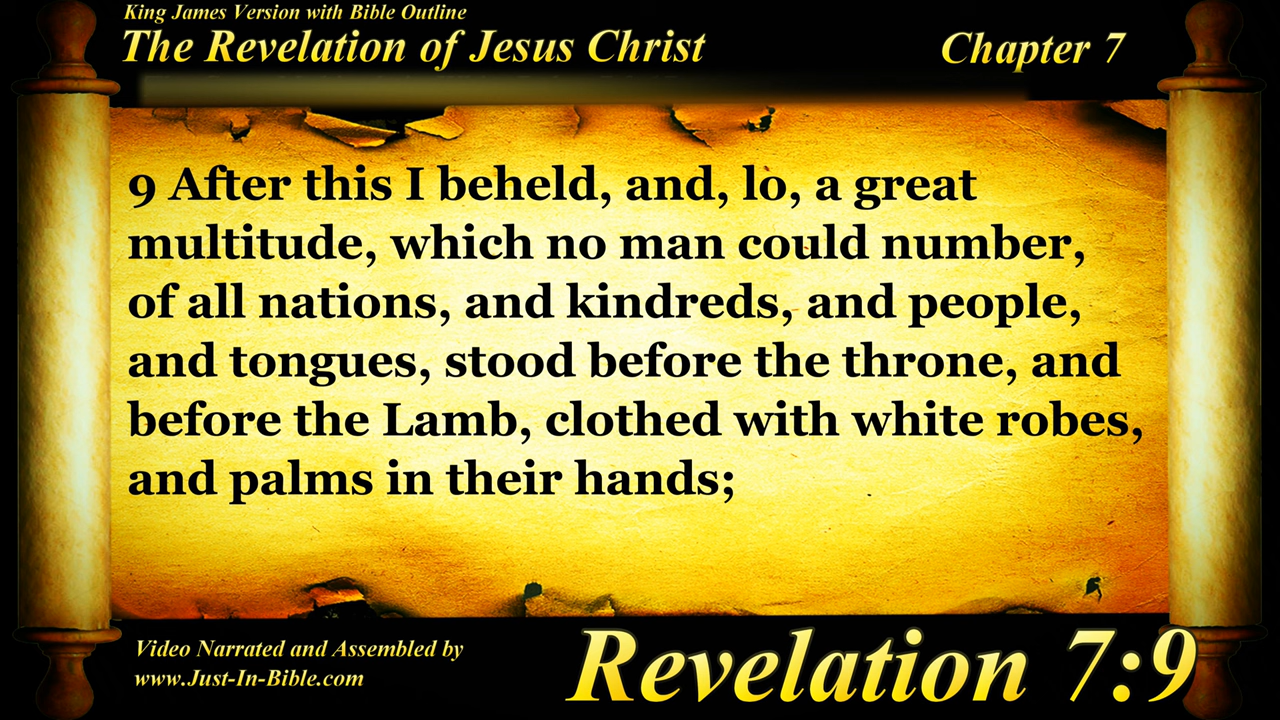 King James Version with Bible Outline
The Revelation of Jesus Christ
Chapter 7
9 After this I beheld, and, lo, a great
multitude, which no man could number,
of all nations, and kindreds, and people,
and tongues, stood before the throne, and
before the Lamb, clothed with white robes,
and palms in their hands;
Video Narrated and Assembled by
www.Just-In-Bible.com
Revelation 7:9